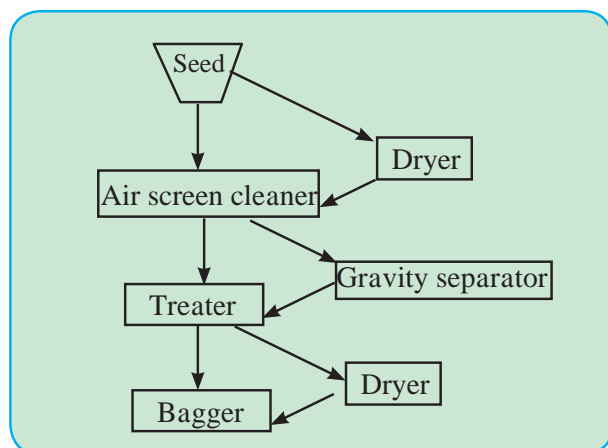 Seed
Dryer
Air screen cleaner
Gravity separator
Treater
Dryer
Bagger